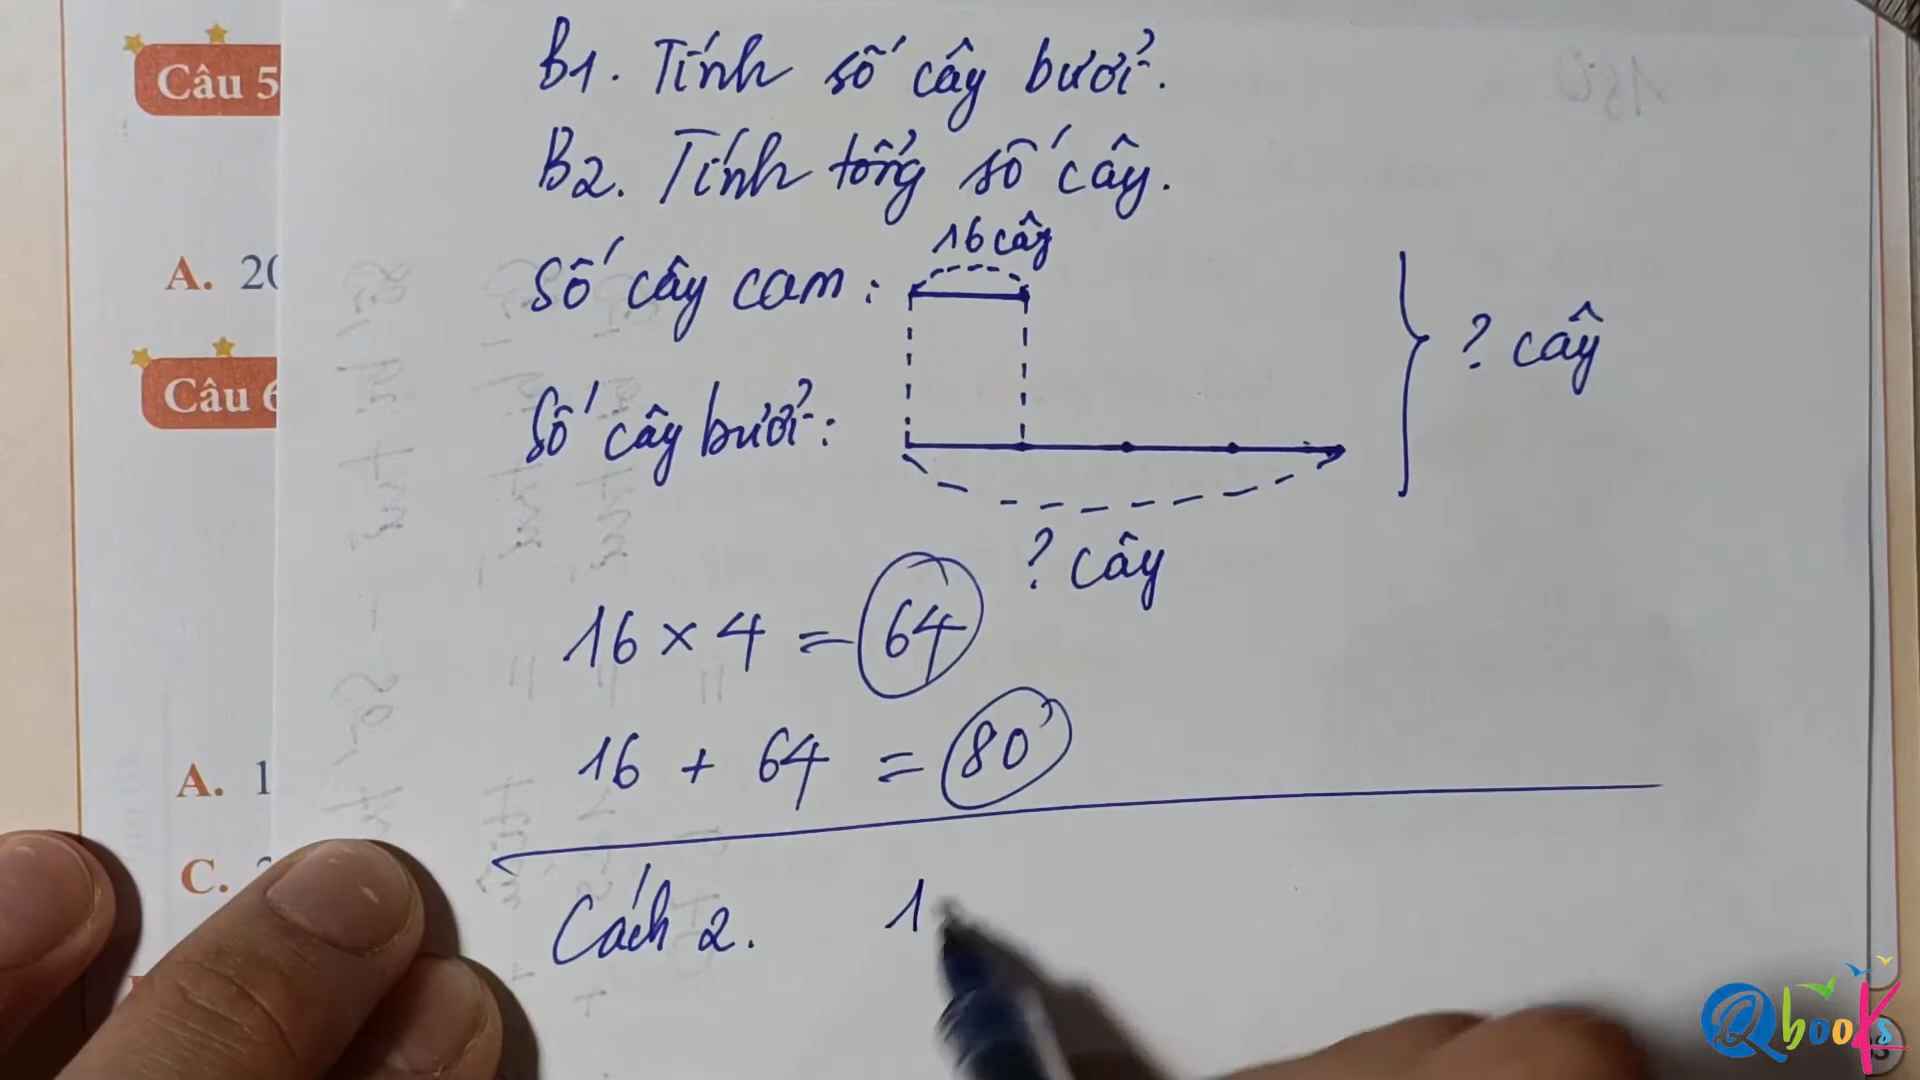 Câu 5
A. 20
Câu 6
A. 1
C.
B1. Tính số cây bưởi.
B2. Tính tổng số cây.
16 cây
Số cây cam:
? cây
Số cây bưởi:
? cây
16 × 4 = 64
16 + 64 = 80
Cách 2. 1
Qbooks